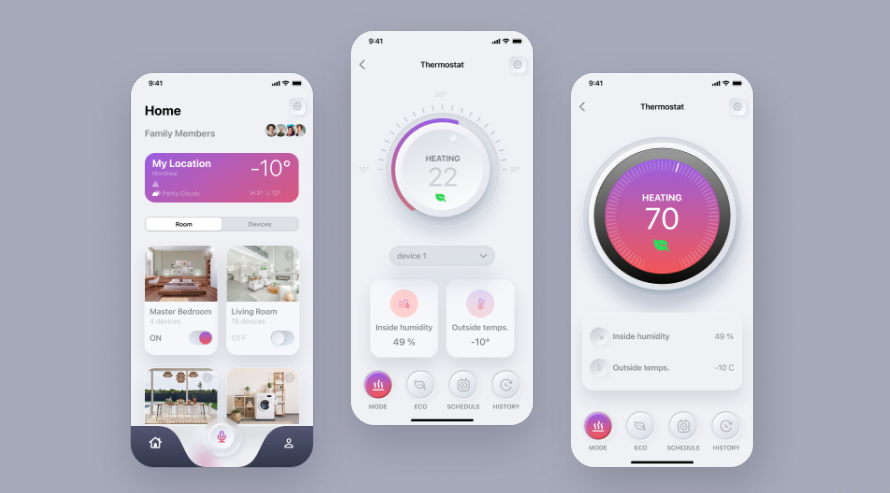 9:41
Home
Family Members
My Location
-10°
Montreal
Partly Cloudy
H:2° L:12°
Room
Devices
Master Bedroom
4 devices
ON
Living Room
15 devices
OFF
9:41
Thermostat
20°
10°
30°
HEATING
22
device 1
Inside humidity
49 %
Outside temps.
-10°
MODE
ECO
SCHEDULE
HISTORY
9:41
Thermostat
HEATING
70
Inside humidity
49 %
Outside temps.
-10 C
MODE
ECO
SCHEDULE
HISTORY